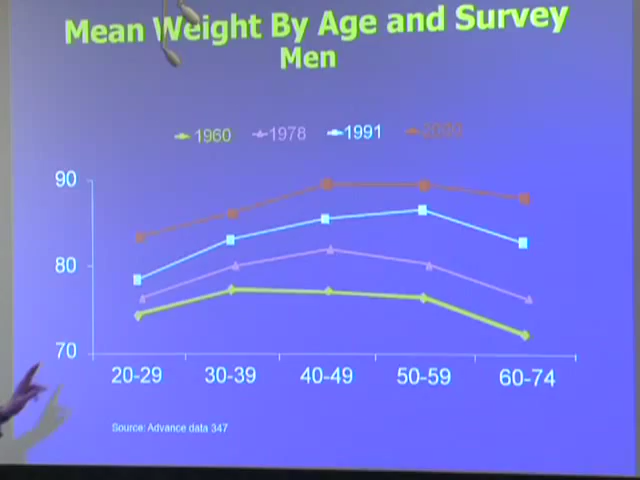 Mean Weight By Age and Survey
Men
1960 1978 1991 2000
90
80
70
20-29 30-39 40-49 50-59 60-74
Source: Advance data 347